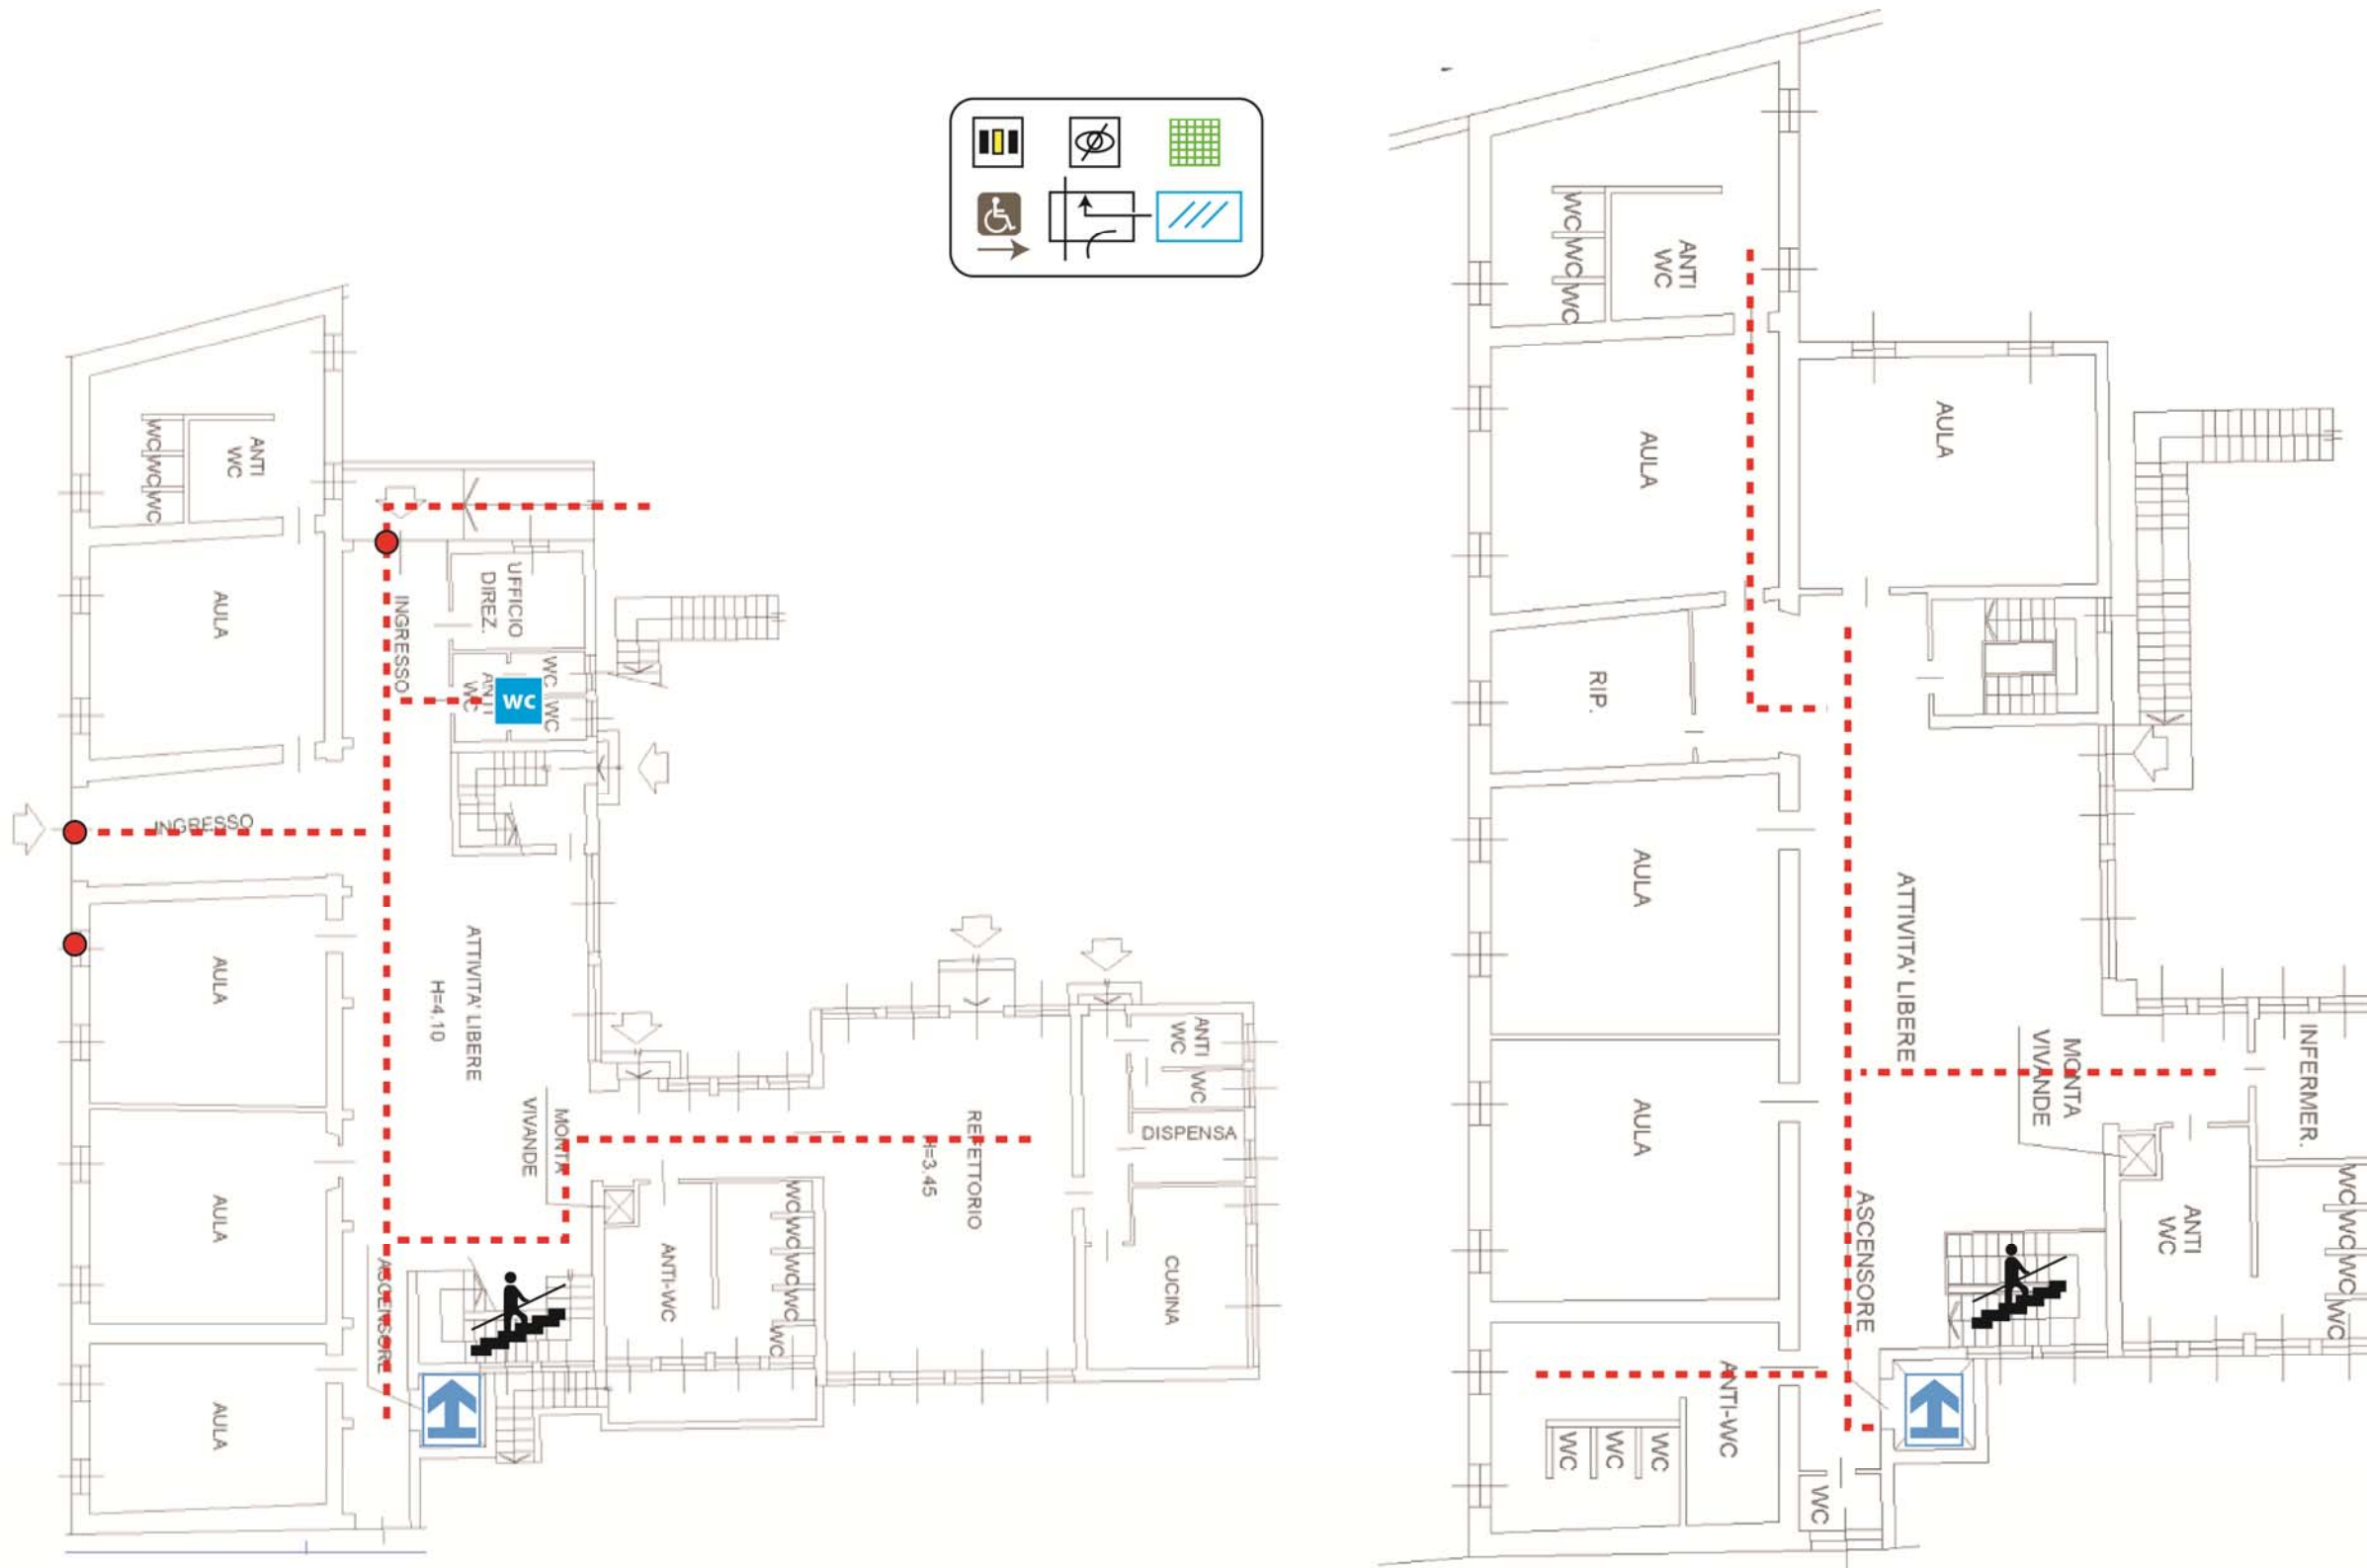 WC WC WC
ANTI
WC
AULA
INGRESSO
UFFICIO
DIREZ.
WC WC
ANTI
WC
wc
INGRESSO
AULA
ATTIVITA' LIBERE
H=4.10
AULA
AULA
MONTA
VIVANDE
ASCENSORE
ANTI-WC
WC WC WC WC
WC
REFETTORIO
H=3.45
ANTI
WC
WC
DISPENSA
CUCINA
WC WC WC
ANTI
WC
AULA
AULA
RIP.
AULA
ATTIVITA' LIBERE
MONTA
VIVANDE
INFERMER.
AULA
ASCENSORE
ANTI
WC
WC WC WC
WC
ANTI-WC
WC WC WC
WC